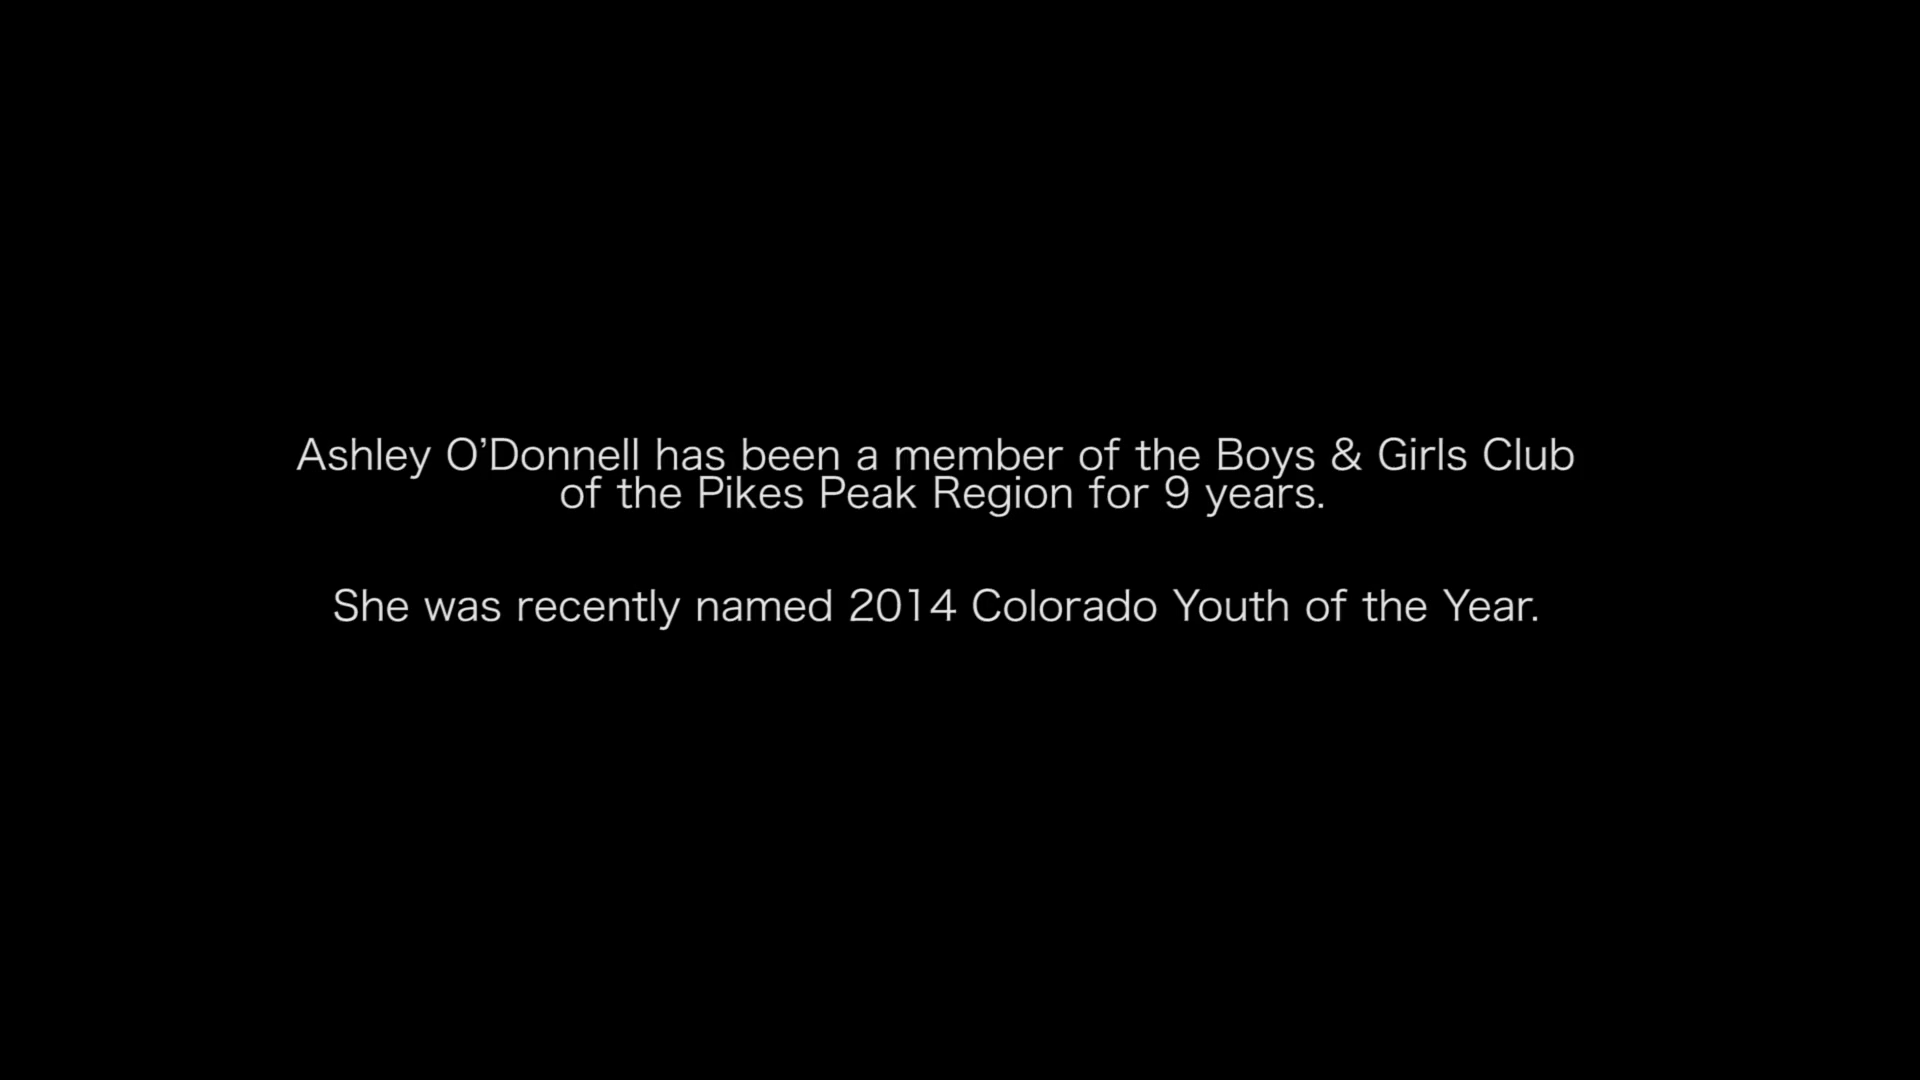 Ashley O’Donnell has been a member of the Boys & Girls Club
of the Pikes Peak Region for 9 years.
She was recently named 2014 Colorado Youth of the Year.